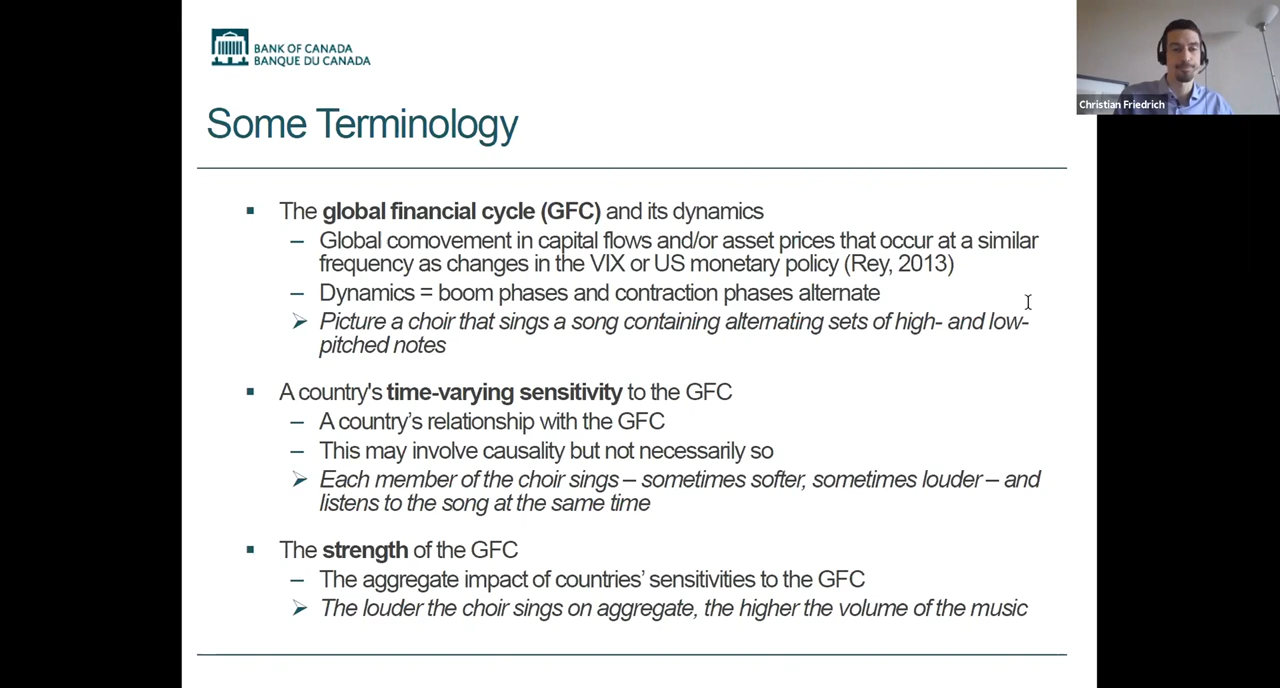 BANK OF CANADA
BANQUE DU CANADA
Christian Friedrich
Some Terminology
▪ The global financial cycle (GFC) and its dynamics
– Global comovement in capital flows and/or asset prices that occur at a similar
frequency as changes in the VIX or US monetary policy (Rey, 2013)
– Dynamics = boom phases and contraction phases alternate
➢ Picture a choir that sings a song containing alternating sets of high- and low-
pitched notes
▪ A country's time-varying sensitivity to the GFC
– A country’s relationship with the GFC
– This may involve causality but not necessarily so
➢ Each member of the choir sings – sometimes softer, sometimes louder – and
listens to the song at the same time
▪ The strength of the GFC
– The aggregate impact of countries’ sensitivities to the GFC
➢ The louder the choir sings on aggregate, the higher the volume of the music